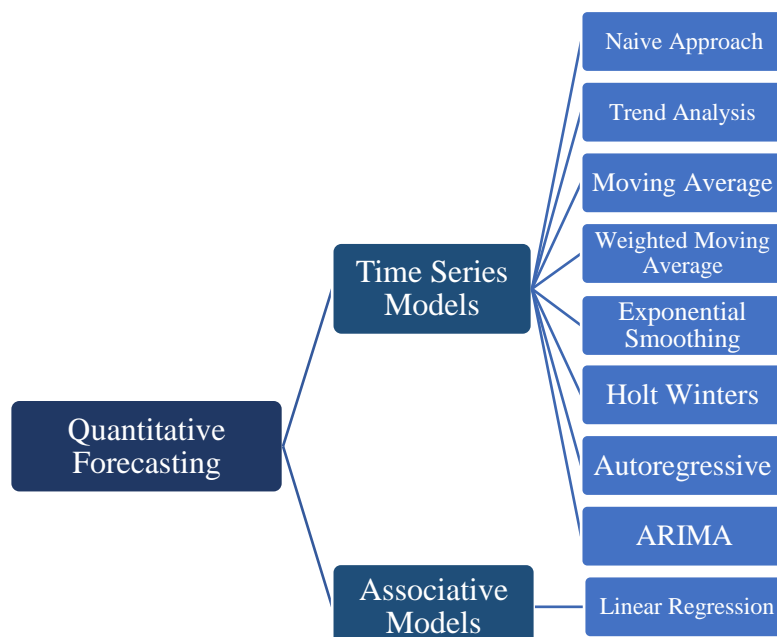 Naive Approach
Trend Analysis
Moving Average
Weighted Moving
Average
Time Series
Models
Exponential
Smoothing
Holt Winters
Quantitative
Forecasting
Autoregressive
ARIMA
Associative
Models
Linear Regression